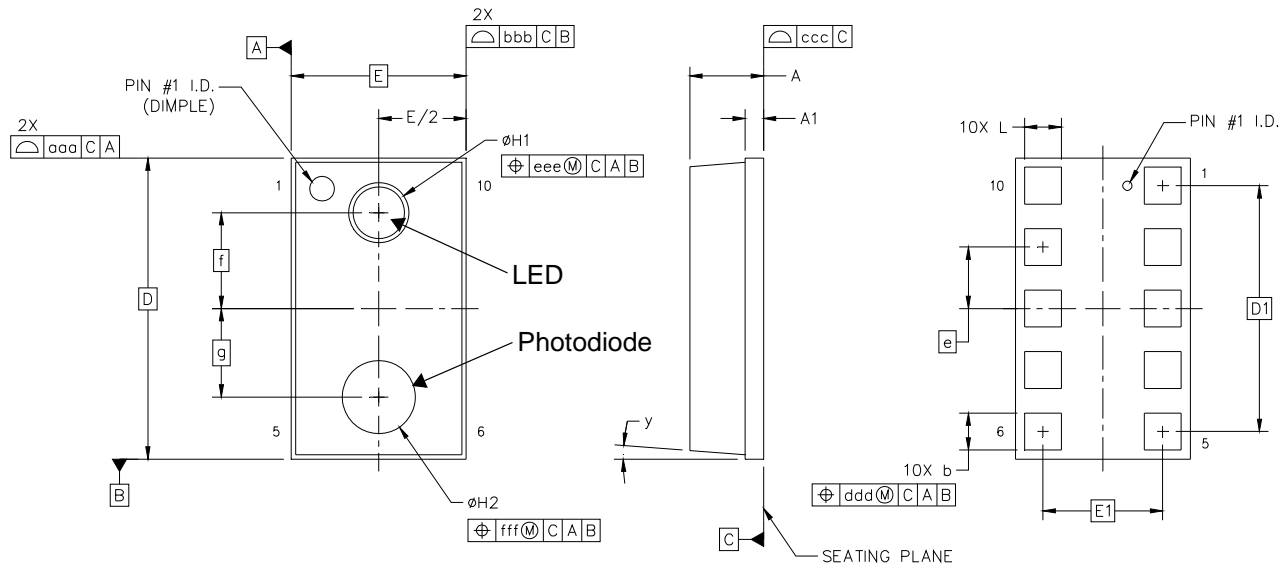 2X
⌓ bbb C B
⌓ ccc C
A
E
A
PIN #1 I.D.
(DIMPLE)
E/2
A1
10X L
PIN #1 I.D.
2X
⌓ aaa C A
øH1
⌖ eee Ⓜ C A B
1
10
10
1
f
LED
D
e
D1
g
Photodiode
5
6
y
6
5
10X b
B
øH2
⌖ ddd Ⓜ C A B
E1
⌖ fff Ⓜ C A B
C
SEATING PLANE